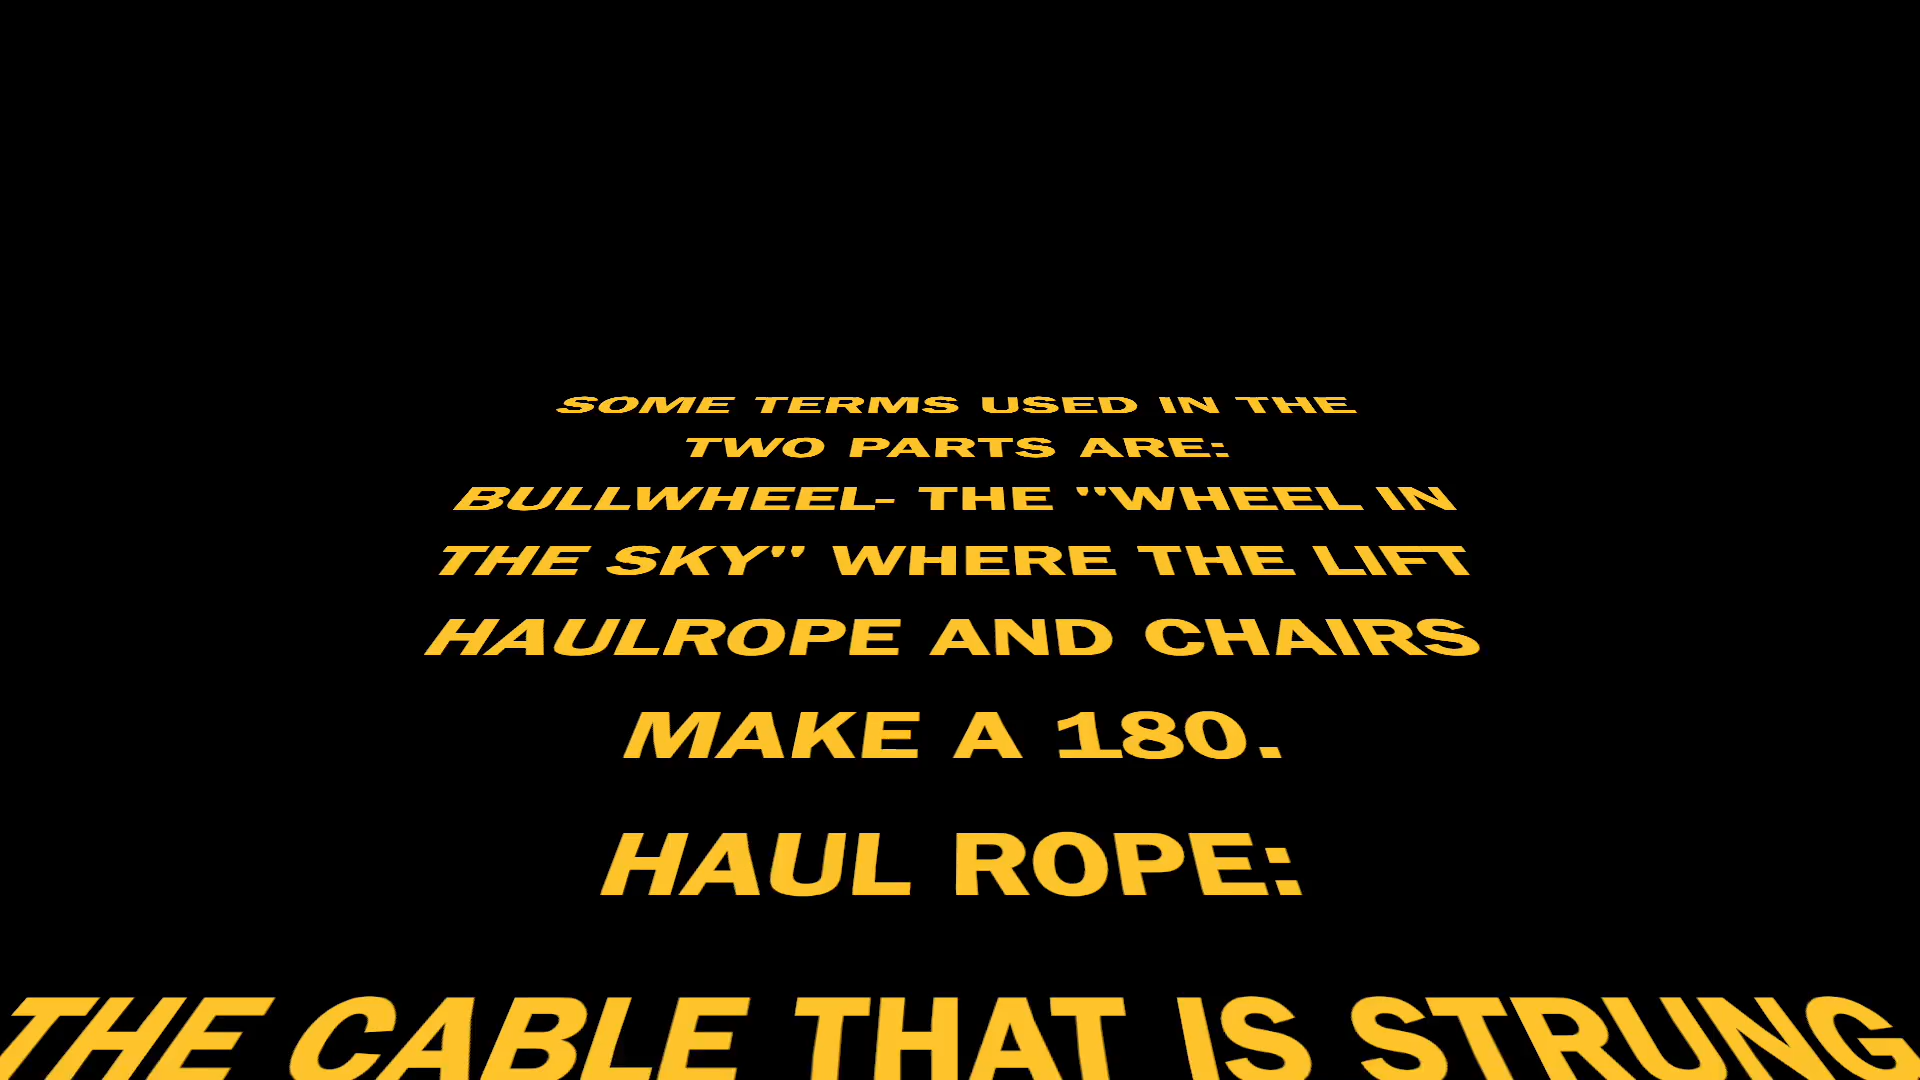 SOME TERMS USED IN THE
TWO PARTS ARE:
BULLWHEEL- THE "WHEEL IN
THE SKY" WHERE THE LIFT
HAULROPE AND CHAIRS
MAKE A 180.
HAUL ROPE:
THE CABLE THAT IS STRUNG